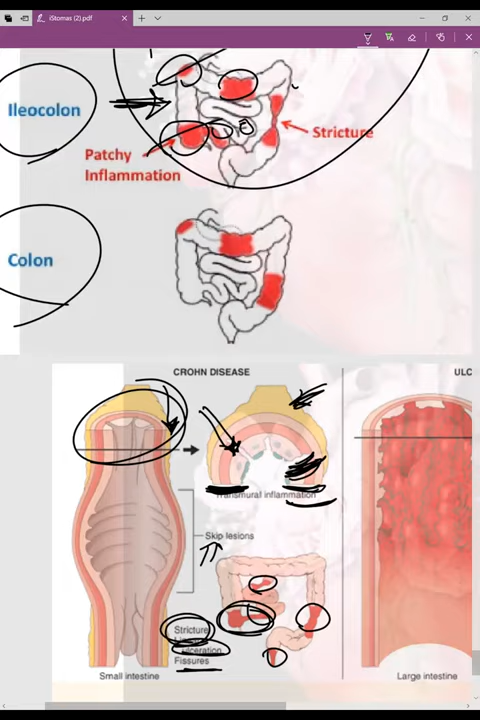 iStomas (2).pdf
Ileocolon
Stricture
Patchy
Inflammation
Colon
CROHN DISEASE
ULC
Transmural inflammation
Skip lesions
Stricture
Ulceration
Fissures
Small intestine
Large intestine